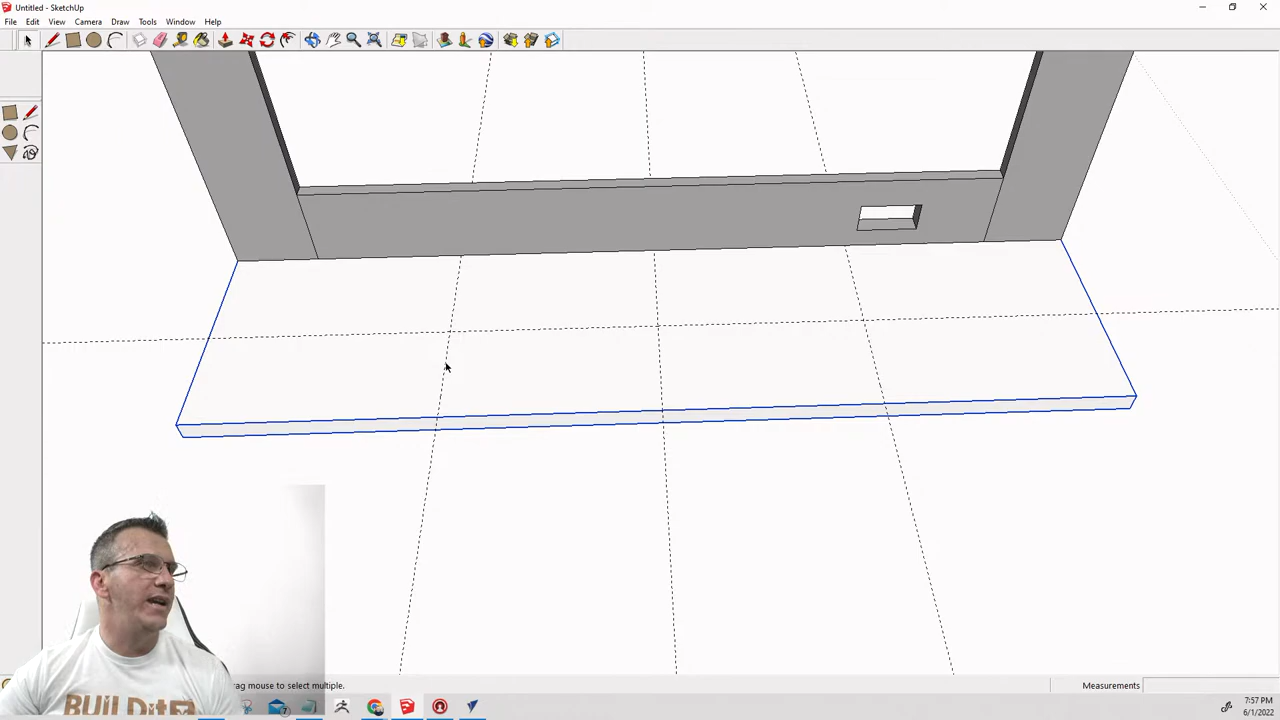 Untitled - SketchUp
File Edit View Camera Draw Tools Window Help
drag mouse to select multiple.
Measurements
7:57 PM
6/1/2022
BUILDit